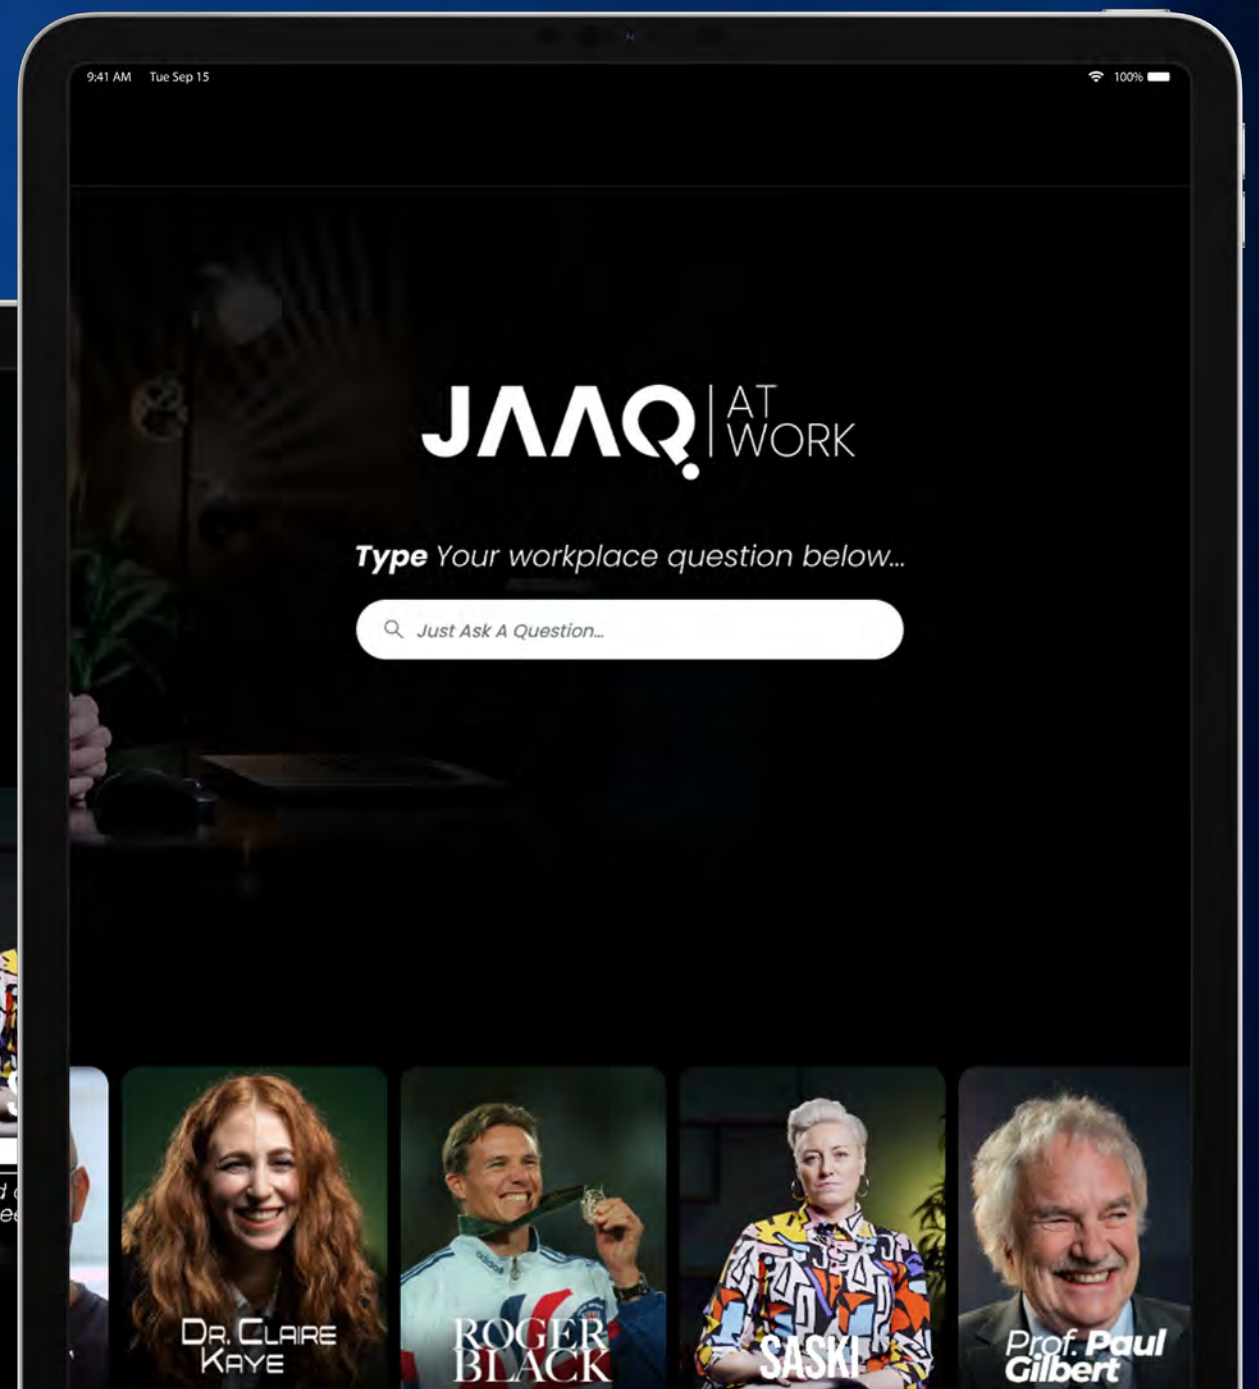 9:41 AM Tue Sep 15
100%
JAAQ AT
WORK
Type Your workplace question below...
Just Ask A Question...
DR. CLAIRE
KAYE
ROGER
BLACK
SASKI
Prof. Paul
Gilbert